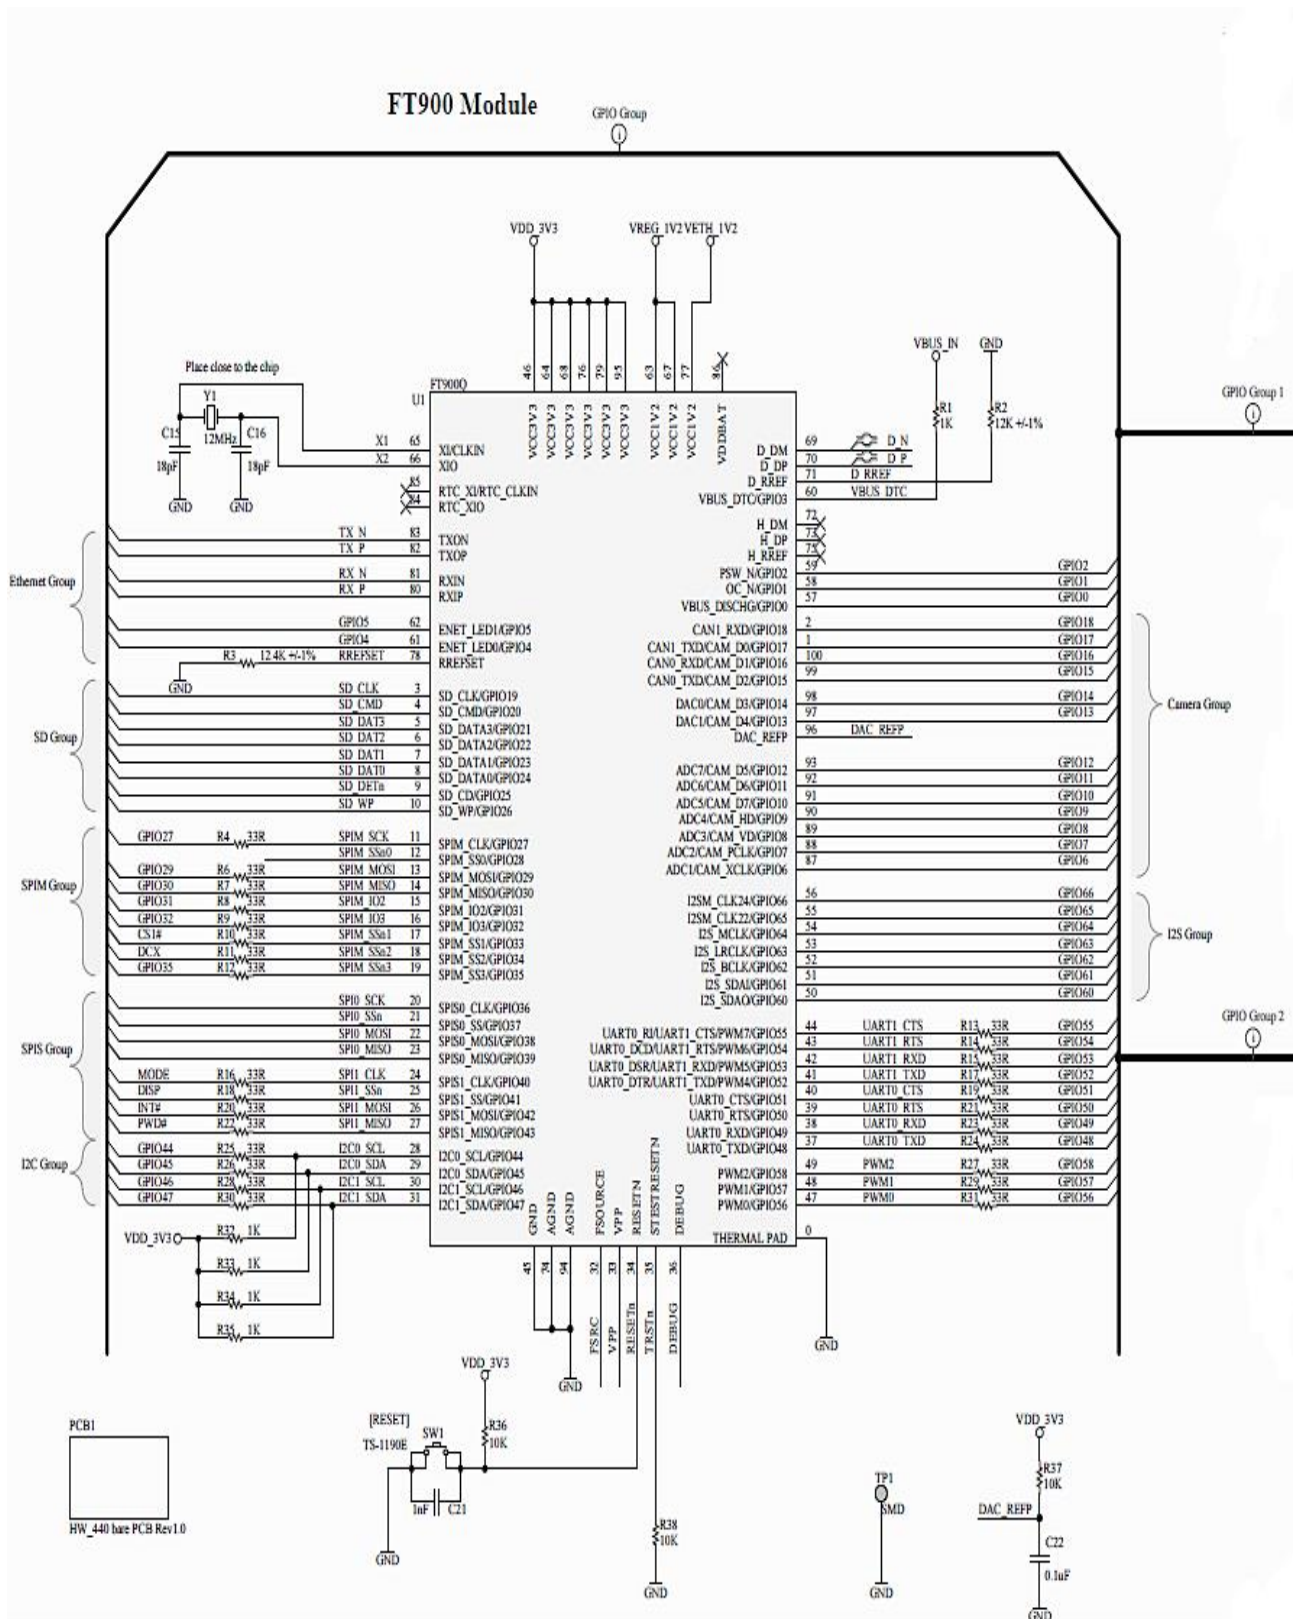 FT900 Module
GPIO Group
i
VDD_3V3
VREG_1V2 VETH_1V2
Place close to the chip
Y1
12MHz
C15
18pF
C16
18pF
GND
GND
VBUS_IN
GND
R1
1K
R2
12K +/-1%
GPIO Group 1
i
U1
FT900Q
46
64
68
76
79
95
63
67
77
86
VCC3V3
VCC3V3
VCC3V3
VCC3V3
VCC3V3
VCC3V3
VCC1V2
VCC1V2
VCC1V2
VDDBAT
X1 65 XI/CLKIN
X2 66 XIO
85 RTC_XI/RTC_CLKIN
84 RTC_XIO
Ethernet Group
TX_N 83 TXON
TX_P 82 TXOP
RX_N 81 RXIN
RX_P 80 RXIP
GPIO5 62 ENET_LED1/GPIO5
GPIO4 61 ENET_LED0/GPIO4
R3 12.4K +/-1% RREFSET 78 RREFSET
GND
SD Group
SD_CLK 3 SD_CLK/GPIO19
SD_CMD 4 SD_CMD/GPIO20
SD_DAT3 5 SD_DATA3/GPIO21
SD_DAT2 6 SD_DATA2/GPIO22
SD_DAT1 7 SD_DATA1/GPIO23
SD_DAT0 8 SD_DATA0/GPIO24
SD_DETn 9 SD_CD/GPIO25
SD_WP 10 SD_WP/GPIO26
SPIM Group
GPIO27 R4 33R SPIM_SCK 11 SPIM_CLK/GPIO27
SPIM_SSn0 12 SPIM_SS0/GPIO28
GPIO29 R6 33R SPIM_MOSI 13 SPIM_MOSI/GPIO29
GPIO30 R7 33R SPIM_MISO 14 SPIM_MISO/GPIO30
GPIO31 R8 33R SPIM_IO2 15 SPIM_IO2/GPIO31
GPIO32 R9 33R SPIM_IO3 16 SPIM_IO3/GPIO32
CS1# R10 33R SPIM_SSn1 17 SPIM_SS1/GPIO33
DCX R11 33R SPIM_SSn2 18 SPIM_SS2/GPIO34
GPIO35 R12 33R SPIM_SSn3 19 SPIM_SS3/GPIO35
SPIS Group
SPI0_SCK 20 SPIS0_CLK/GPIO36
SPI0_SSn 21 SPIS0_SS/GPIO37
SPI0_MOSI 22 SPIS0_MOSI/GPIO38
SPI0_MISO 23 SPIS0_MISO/GPIO39
MODE R16 33R SPI1_CLK 24 SPIS1_CLK/GPIO40
DISP R18 33R SPI1_SSn 25 SPIS1_SS/GPIO41
INT# R20 33R SPI1_MOSI 26 SPIS1_MOSI/GPIO42
PWD# R22 33R SPI1_MISO 27 SPIS1_MISO/GPIO43
I2C Group
GPIO44 R25 33R I2C0_SCL 28 I2C0_SCL/GPIO44
GPIO45 R26 33R I2C0_SDA 29 I2C0_SDA/GPIO45
GPIO46 R28 33R I2C1_SCL 30 I2C1_SCL/GPIO46
GPIO47 R30 33R I2C1_SDA 31 I2C1_SDA/GPIO47
VDD_3V3
R32 1K
R33 1K
R34 1K
R35 1K
D_DM 69 D_N
D_DP 70 D_P
D_RREF 71 D_RREF
VBUS_DTC/GPIO3 60 VBUS_DTC
H_DM 72
H_DP 73
H_RREF 75
PSW_N/GPIO2 59 GPIO2
OC_N/GPIO1 58 GPIO1
VBUS_DISCHG/GPIO0 57 GPIO0
Camera Group
CAN1_RXD/GPIO18 2 GPIO18
CAN1_TXD/CAM_D0/GPIO17 1 GPIO17
CAN0_RXD/CAM_D1/GPIO16 100 GPIO16
CAN0_TXD/CAM_D2/GPIO15 99 GPIO15
DAC0/CAM_D3/GPIO14 98 GPIO14
DAC1/CAM_D4/GPIO13 97 GPIO13
DAC_REFP 96 DAC_REFP
ADC7/CAM_D5/GPIO12 93 GPIO12
ADC6/CAM_D6/GPIO11 92 GPIO11
ADC5/CAM_D7/GPIO10 91 GPIO10
ADC4/CAM_HD/GPIO9 90 GPIO9
ADC3/CAM_VD/GPIO8 89 GPIO8
ADC2/CAM_PCLK/GPIO7 88 GPIO7
ADC1/CAM_XCLK/GPIO6 87 GPIO6
I2S Group
I2SM_CLK24/GPIO66 56 GPIO66
I2SM_CLK22/GPIO65 55 GPIO65
I2S_MCLK/GPIO64 54 GPIO64
I2S_LRCLK/GPIO63 53 GPIO63
I2S_BCLK/GPIO62 52 GPIO62
I2S_SDAI/GPIO61 51 GPIO61
I2S_SDAO/GPIO60 50 GPIO60
GPIO Group 2
i
UART0_RI/UART1_CTS/PWM7/GPIO55 44 UART1_CTS R13 33R GPIO55
UART0_DCD/UART1_RTS/PWM6/GPIO54 43 UART1_RTS R14 33R GPIO54
UART0_DSR/UART1_RXD/PWM5/GPIO53 42 UART1_RXD R15 33R GPIO53
UART0_DTR/UART1_TXD/PWM4/GPIO52 41 UART1_TXD R17 33R GPIO52
UART0_CTS/GPIO51 40 UART0_CTS R19 33R GPIO51
UART0_RTS/GPIO50 39 UART0_RTS R21 33R GPIO50
UART0_RXD/GPIO49 38 UART0_RXD R23 33R GPIO49
UART0_TXD/GPIO48 37 UART0_TXD R24 33R GPIO48
PWM2/GPIO58 49 PWM2 R27 33R GPIO58
PWM1/GPIO57 48 PWM1 R29 33R GPIO57
PWM0/GPIO56 47 PWM0 R31 33R GPIO56
THERMAL PAD 0
GND
GND
AGND
AGND
FSOURCE
VPP
RESETN
STESTRESETN
DEBUG
45
74
94
32
33
34
35
36
FSRC
VPP
RESETn
TRSTn
DEBUG
GND
VDD_3V3
[RESET]
TS-1190E
SW1
R36
10K
1nF C21
GND
R38
10K
GND
PCB1
HW_440 bare PCB Rev1.0
TP1
SMD
GND
VDD_3V3
R37
10K
DAC_REFP
C22
0.1uF
GND